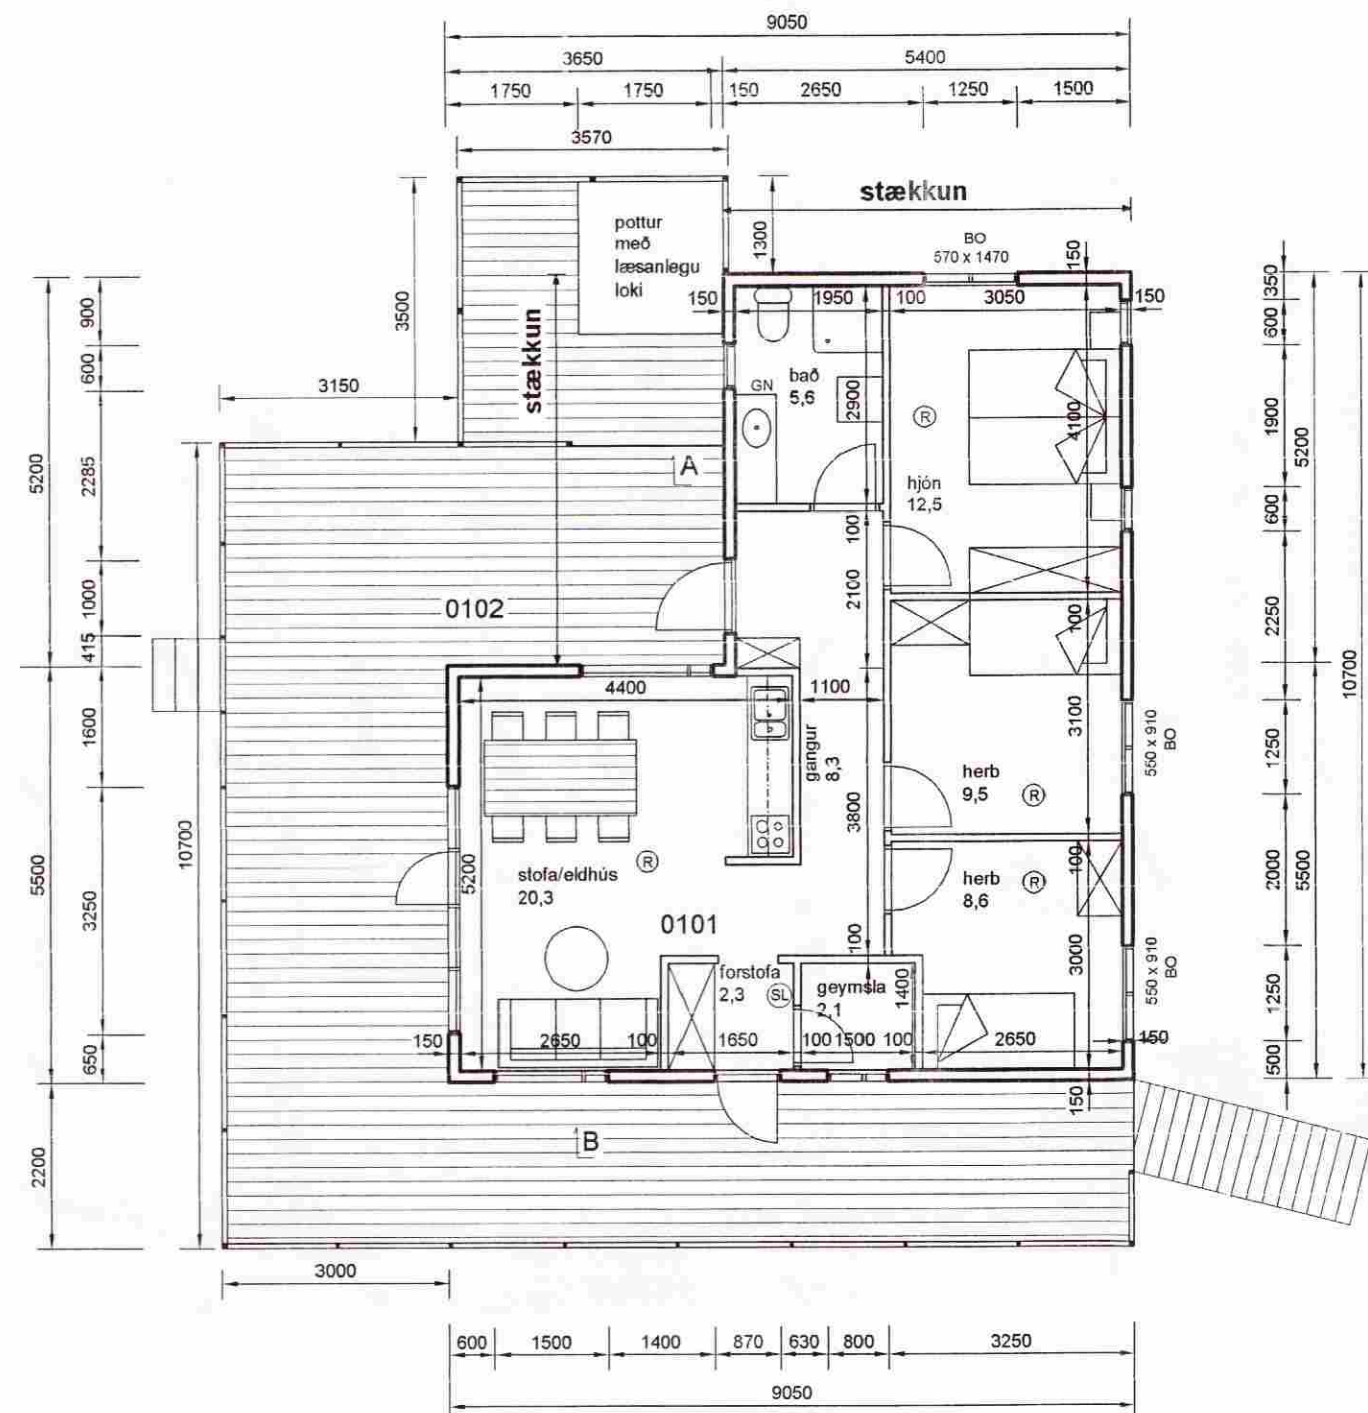 9050
3650 5400
1750 1750 150 2650 1250 1500
3570
stækkun
BO
570 x 1470
pottur
með
læsanlegu
loki
3500
1300
150
150 1950 100 3050 150
stækkun
3150
GN
bað
5,6
2900
R
4100
hjón
12,5
A
100
2100
0102
100
4400 1100
gangur
8,3
3100
herb
9,5
R
3800
stofa/eldhús
20,3
R
5200
0101
herb
8,6
R
100
100
3000
forstofa
2,3
SL
geymsla
2,1
1400
150 2650 100 1650 100 1500 100 2650 150
150
B
5200
5500
2200
900
600
2285
1000
415
1600
3250
650
10700
350
600
1900
600
2250
1250
2000
1250
500
5200
5500
10700
550 x 910
BO
550 x 910
BO
3000
600 1500 1400 870 630 800 3250
9050